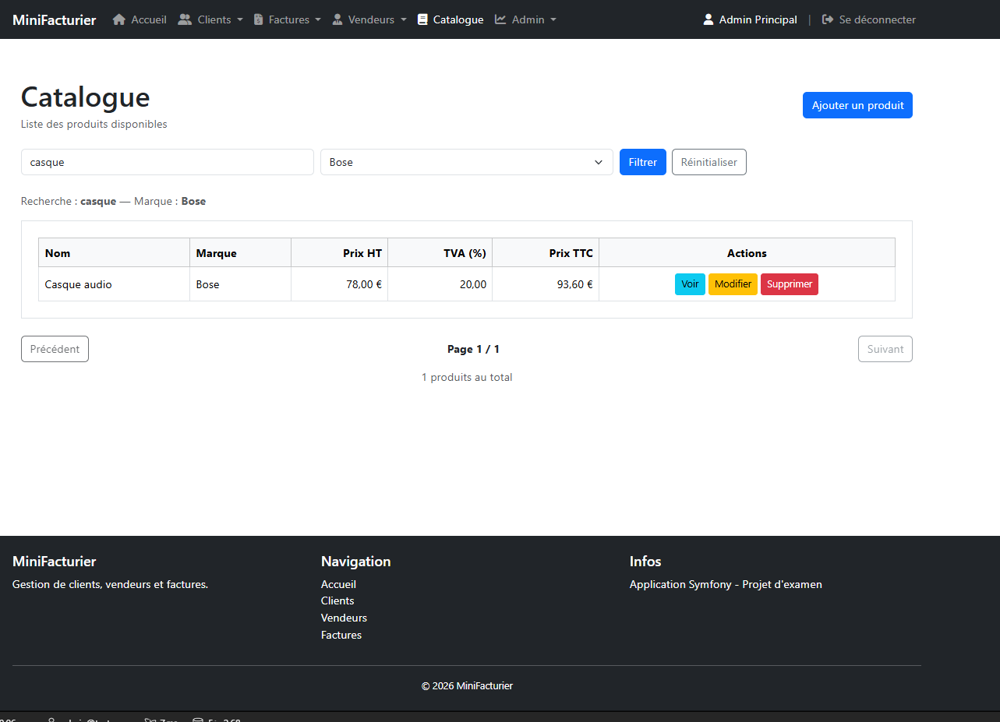 MiniFacturier Accueil Clients Factures Vendeurs Catalogue Admin Admin Principal | Se déconnecter
Catalogue
Ajouter un produit
Liste des produits disponibles
casque Bose Filtrer Réinitialiser
Recherche : casque — Marque : Bose
Nom Marque Prix HT TVA (%) Prix TTC Actions
Casque audio Bose 78,00 € 20,00 93,60 € Voir Modifier Supprimer
Précédent Page 1 / 1 Suivant
1 produits au total
MiniFacturier Navigation Infos
Gestion de clients, vendeurs et factures. Accueil Application Symfony - Projet d'examen
Clients
Vendeurs
Factures
© 2026 MiniFacturier